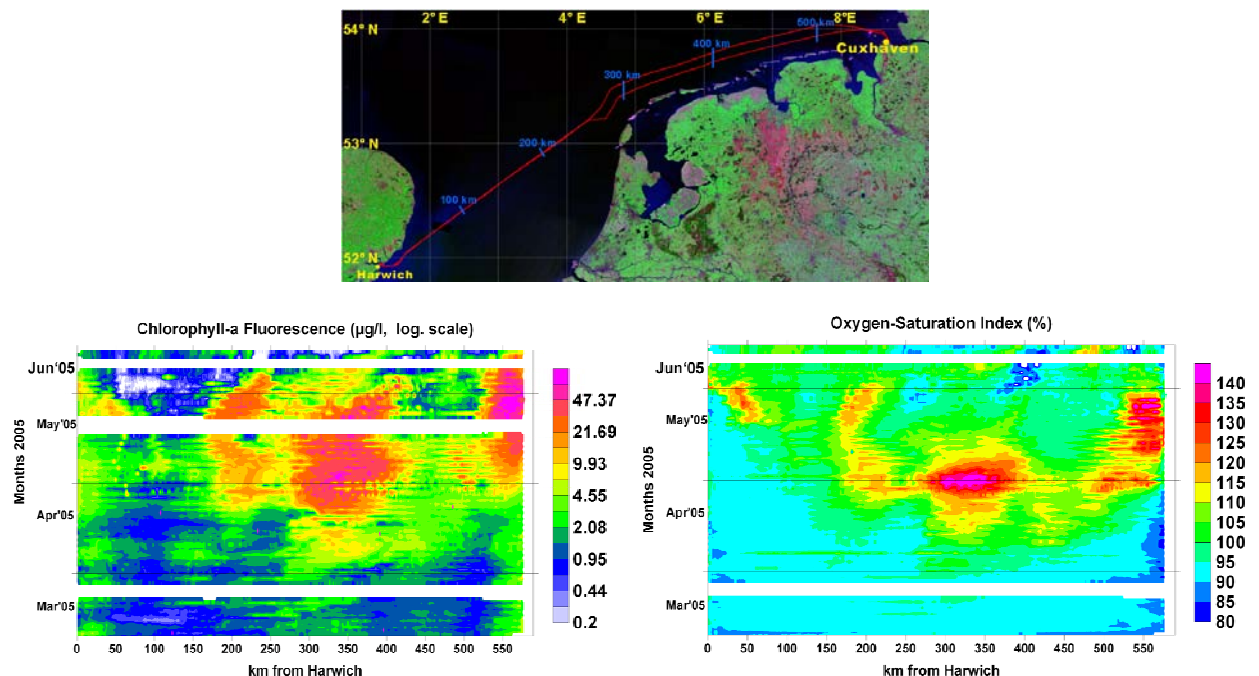 2° E 4° E 6° E 8° E
54° N
53° N
52° N
100 km
200 km
300 km
400 km
500 km
Cuxhaven
Harwich
Chlorophyll-a Fluorescence (µg/l, log. scale)
Months 2005
Jun'05
May'05
Apr'05
Mar'05
0 50 100 150 200 250 300 350 400 450 500 550
km from Harwich
47.37
21.69
9.93
4.55
2.08
0.95
0.44
0.2
Oxygen-Saturation Index (%)
Months 2005
Jun'05
May'05
Apr'05
Mar'05
0 50 100 150 200 250 300 350 400 450 500 550
km from Harwich
140
135
130
125
120
115
110
105
100
95
90
85
80